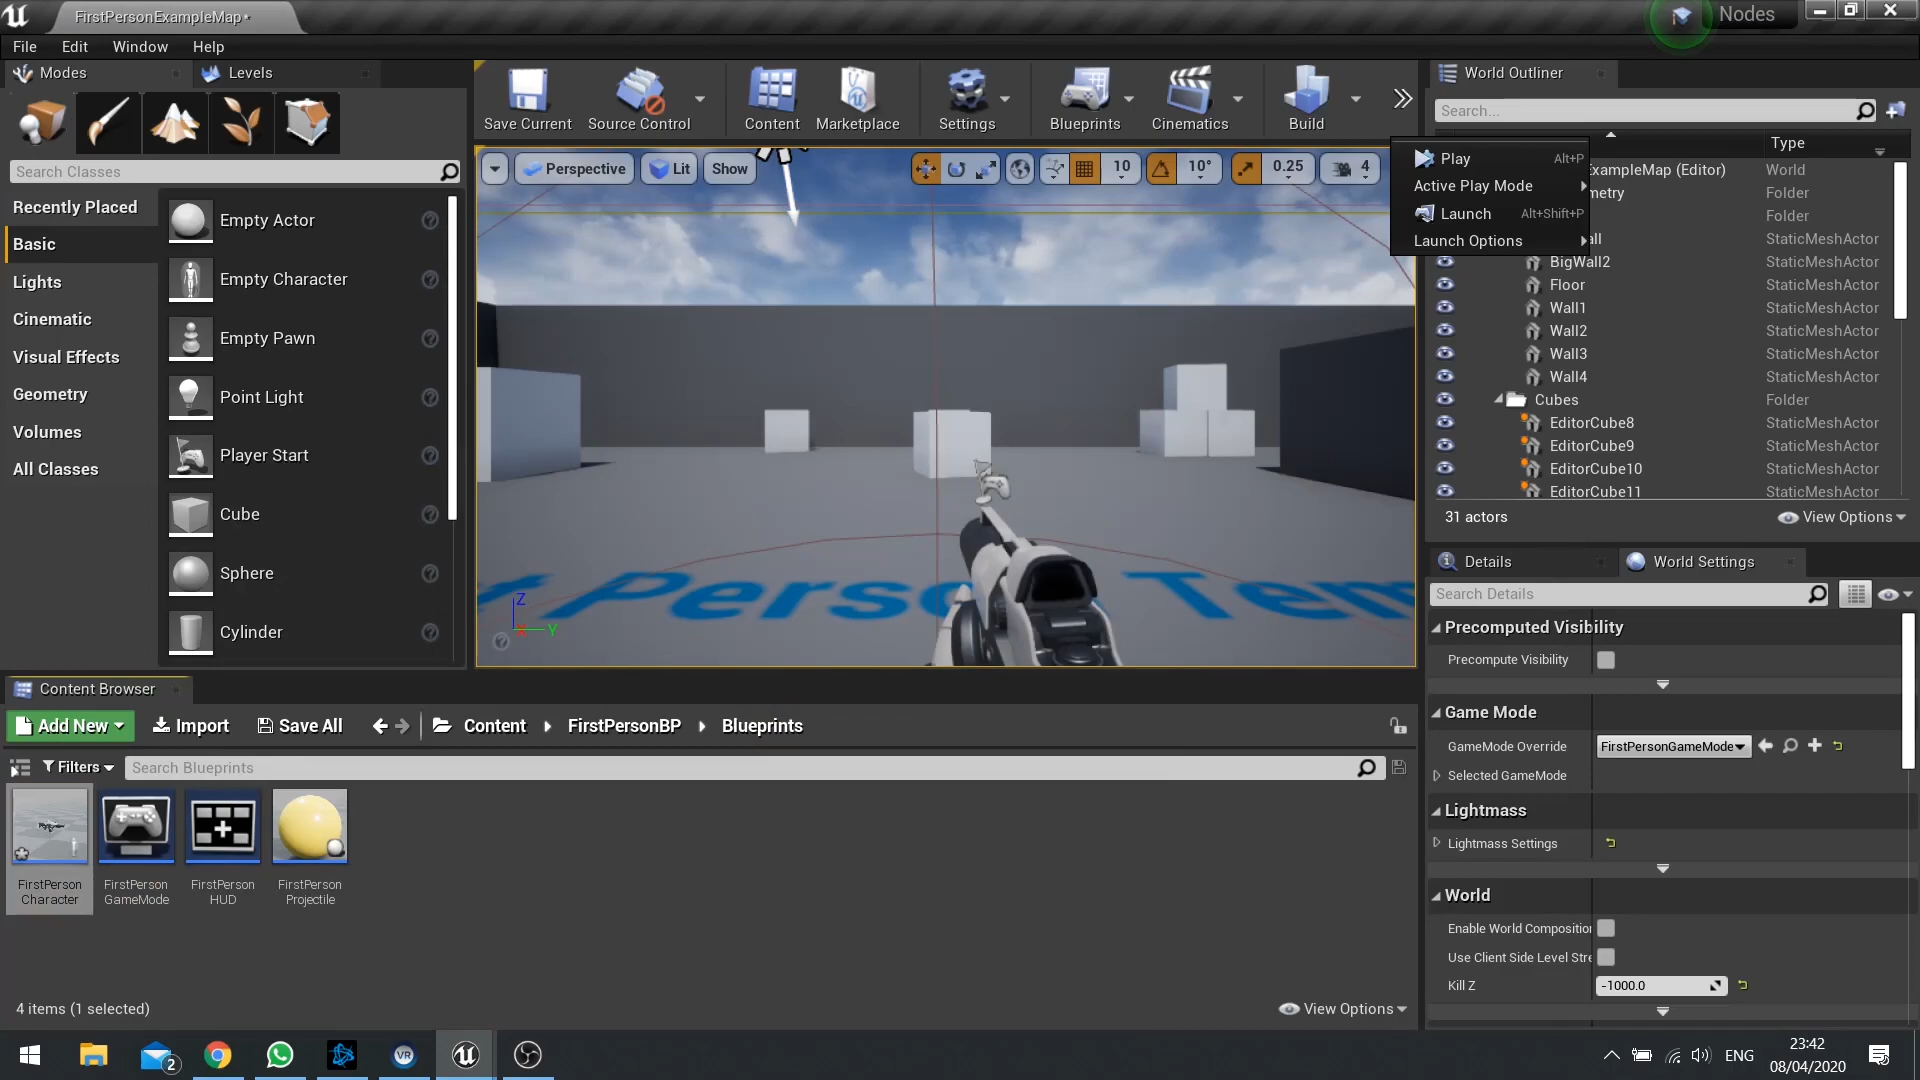 FirstPersonExampleMap*
Nodes
File Edit Window Help
Modes
Levels
World Outliner
Save Current
Source Control
Content
Marketplace
Settings
Blueprints
Cinematics
Build
Search...
Type
Search Classes
Perspective
Lit
Show
10
10°
0.25
4
Play Alt+P
Active Play Mode
Launch Alt+Shift+P
Launch Options
ExampleMap (Editor) World
metry Folder
Folder
all StaticMeshActor
BigWall2 StaticMeshActor
Floor StaticMeshActor
Wall1 StaticMeshActor
Wall2 StaticMeshActor
Wall3 StaticMeshActor
Wall4 StaticMeshActor
Cubes Folder
EditorCube8 StaticMeshActor
EditorCube9 StaticMeshActor
EditorCube10 StaticMeshActor
EditorCube11 StaticMeshActor
31 actors
View Options
Recently Placed
Basic
Lights
Cinematic
Visual Effects
Geometry
Volumes
All Classes
Empty Actor
Empty Character
Empty Pawn
Point Light
Player Start
Cube
Sphere
Cylinder
t Perso Tem
Z
X
Y
Details
World Settings
Search Details
Precomputed Visibility
Precompute Visibility
Game Mode
GameMode Override FirstPersonGameMode
Selected GameMode
Lightmass
Lightmass Settings
World
Enable World Composition
Use Client Side Level Stre
Kill Z -1000.0
Content Browser
Add New
Import
Save All
Content
FirstPersonBP
Blueprints
Filters
Search Blueprints
FirstPerson
Character
FirstPerson
GameMode
FirstPerson
HUD
FirstPerson
Projectile
4 items (1 selected)
View Options
2
VR
ENG
23:42
08/04/2020